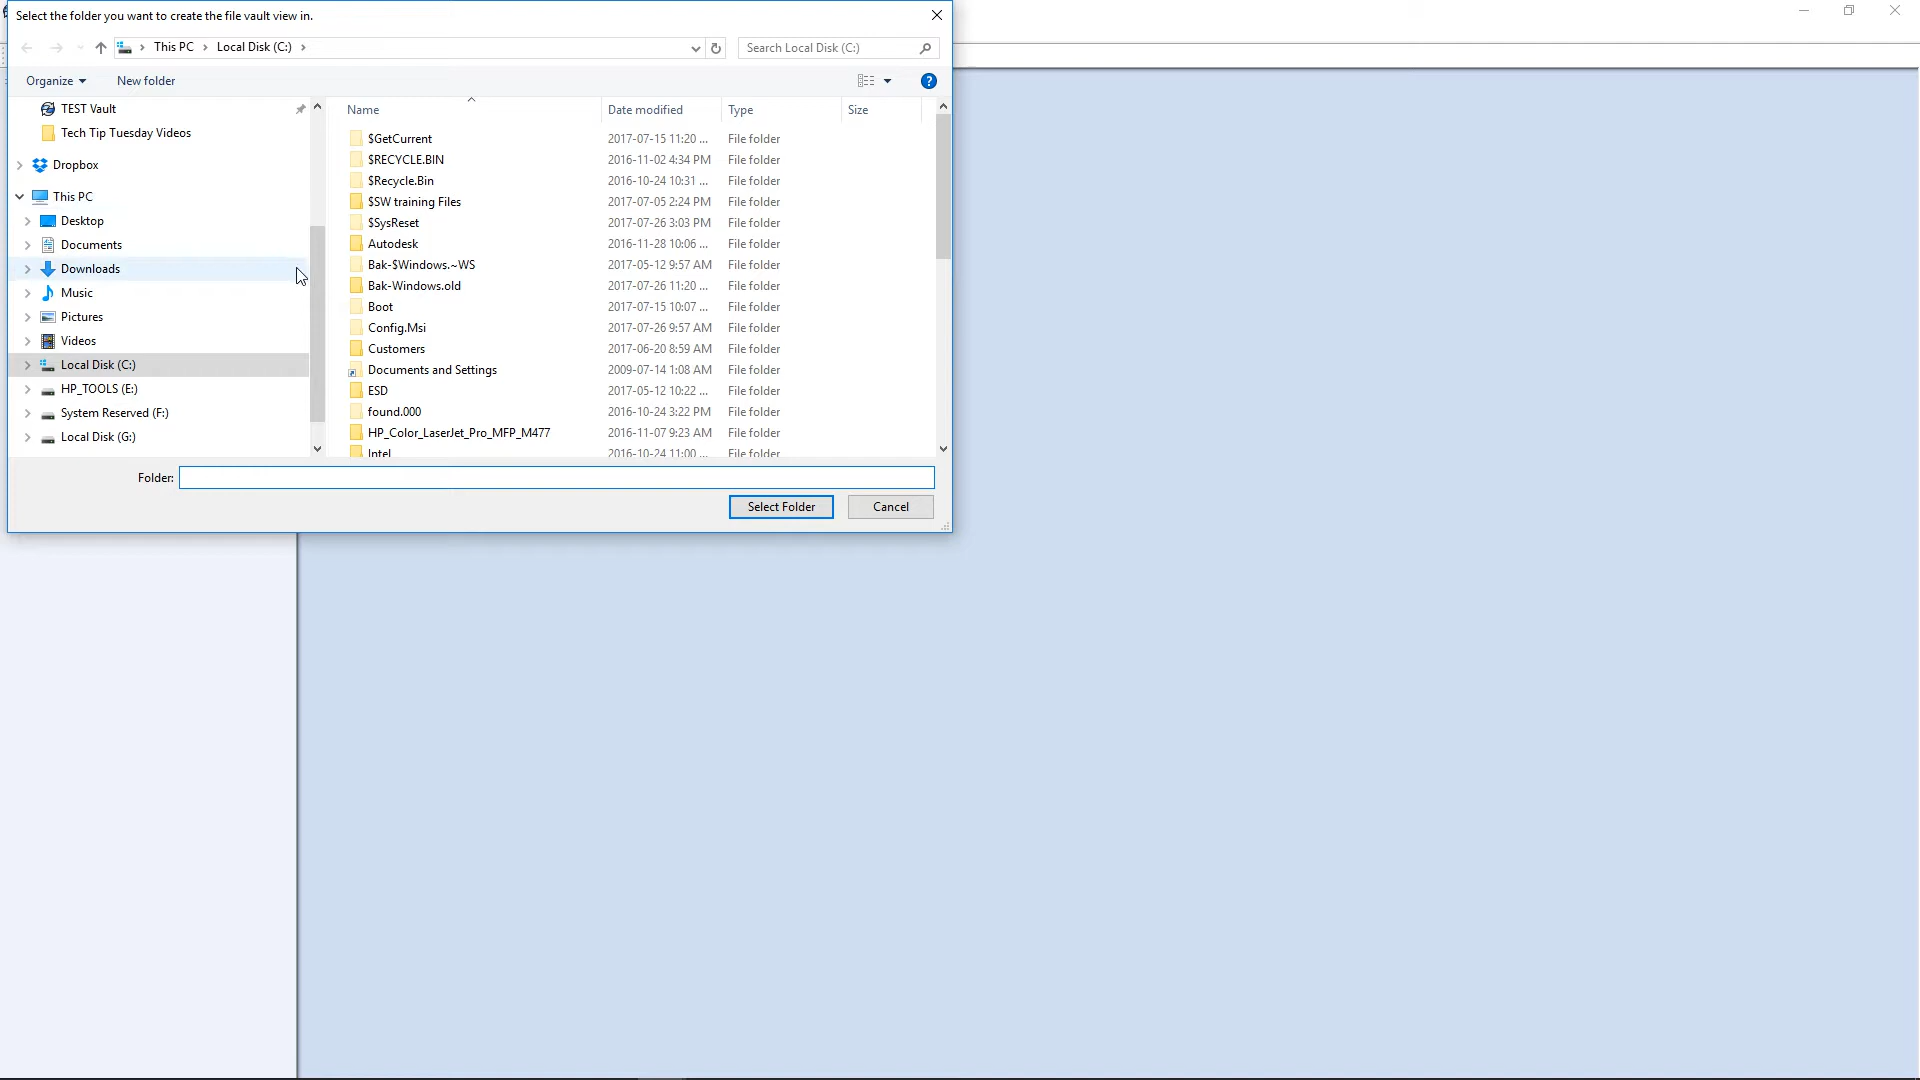 Select the folder you want to create the file vault view in.
This PC Local Disk (C:)
Search Local Disk (C:)
Organize New folder
?
TEST Vault
Tech Tip Tuesday Videos
Dropbox
This PC
Desktop
Documents
Downloads
Music
Pictures
Videos
Local Disk (C:)
HP_TOOLS (E:)
System Reserved (F:)
Local Disk (G:)
Name Date modified Type Size
$GetCurrent 2017-07-15 11:20 ... File folder
$RECYCLE.BIN 2016-11-02 4:34 PM File folder
$Recycle.Bin 2016-10-24 10:31 ... File folder
$SW training Files 2017-07-05 2:24 PM File folder
$SysReset 2017-07-26 3:03 PM File folder
Autodesk 2016-11-28 10:06 ... File folder
Bak-$Windows.~WS 2017-05-12 9:57 AM File folder
Bak-Windows.old 2017-07-26 11:20 ... File folder
Boot 2017-07-15 10:07 ... File folder
Config.Msi 2017-07-26 9:57 AM File folder
Customers 2017-06-20 8:59 AM File folder
Documents and Settings 2009-07-14 1:08 AM File folder
ESD 2017-05-12 10:22 ... File folder
found.000 2016-10-24 3:22 PM File folder
HP_Color_LaserJet_Pro_MFP_M477 2016-11-07 9:23 AM File folder
Intel 2016-10-24 11:00 ... File folder
Folder:
Select Folder Cancel